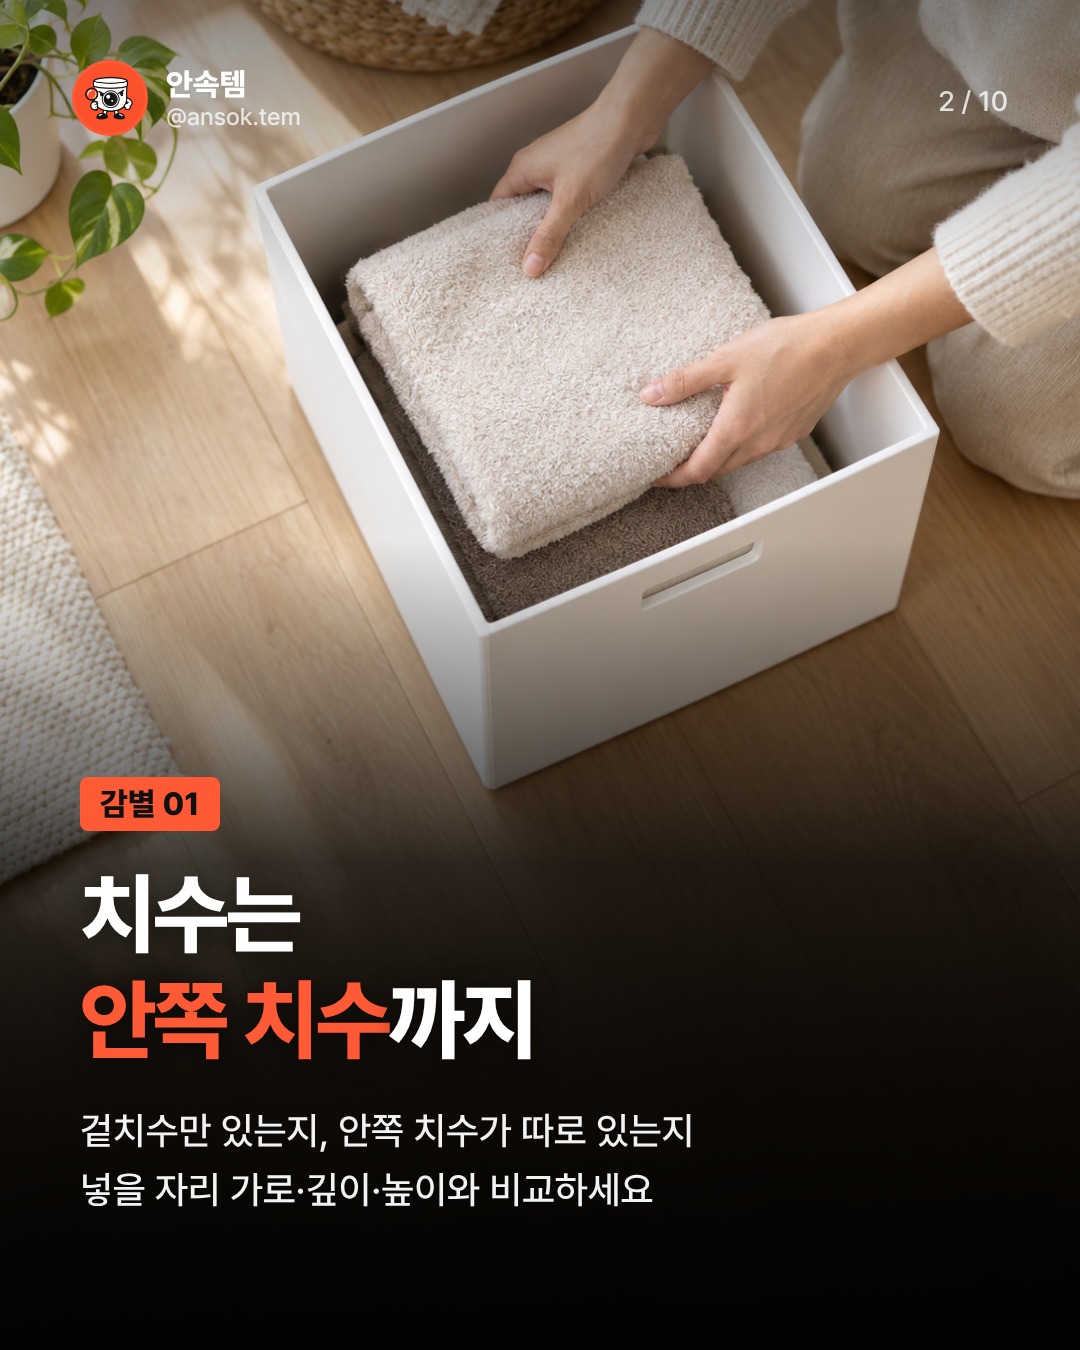 안속템
@ansok.tem
2 / 10
감별 01
치수는
안쪽 치수까지
겉치수만 있는지, 안쪽 치수가 따로 있는지
넣을 자리 가로·깊이·높이와 비교하세요